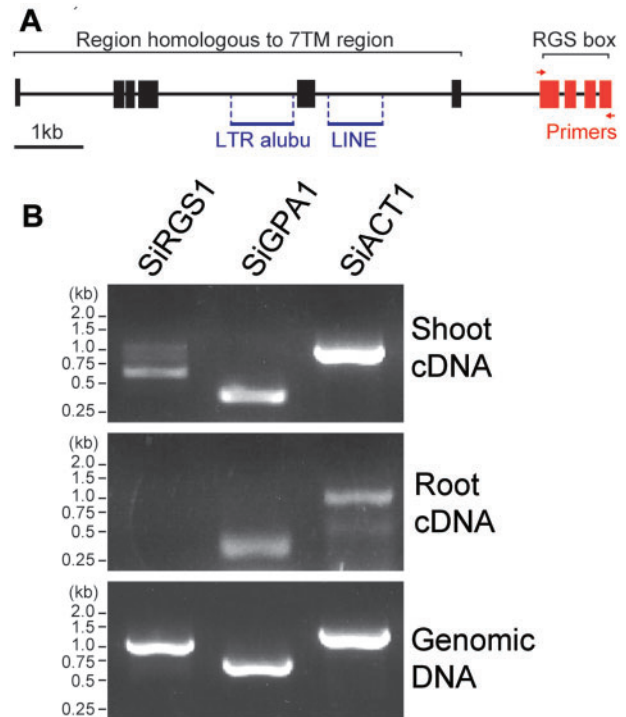 A
Region homologous to 7TM region
RGS box
1kb
LTR alubu
LINE
Primers
B
SiRGS1
SiGPA1
SiACT1
(kb)
2.0
1.5
1.0
0.75
0.5
0.25
Shoot
cDNA
(kb)
2.0
1.5
1.0
0.75
0.5
0.25
Root
cDNA
(kb)
2.0
1.5
1.0
0.75
0.5
0.25
Genomic
DNA